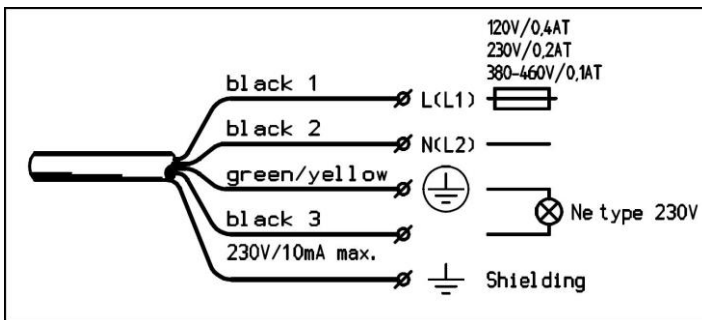 120V/0,4AT
230V/0,2AT
380-460V/0,1AT
black 1
L(L1)
black 2
N(L2)
green/yellow
black 3
Ne type 230V
230V/10mA max.
Shielding